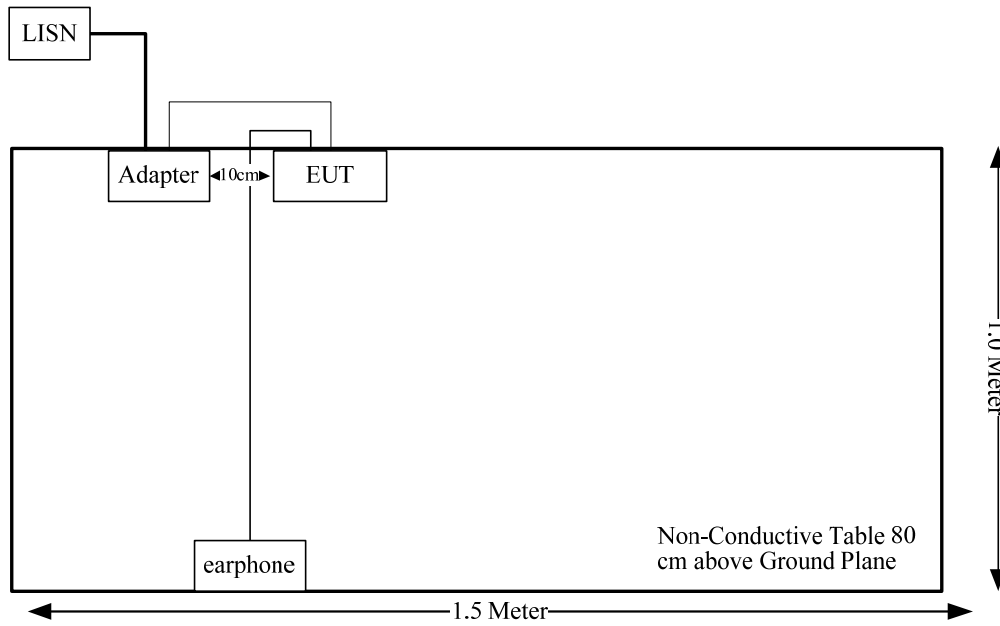 LISN
Adapter
10cm
EUT
1.0 Meter
earphone
Non-Conductive Table 80
cm above Ground Plane
1.5 Meter